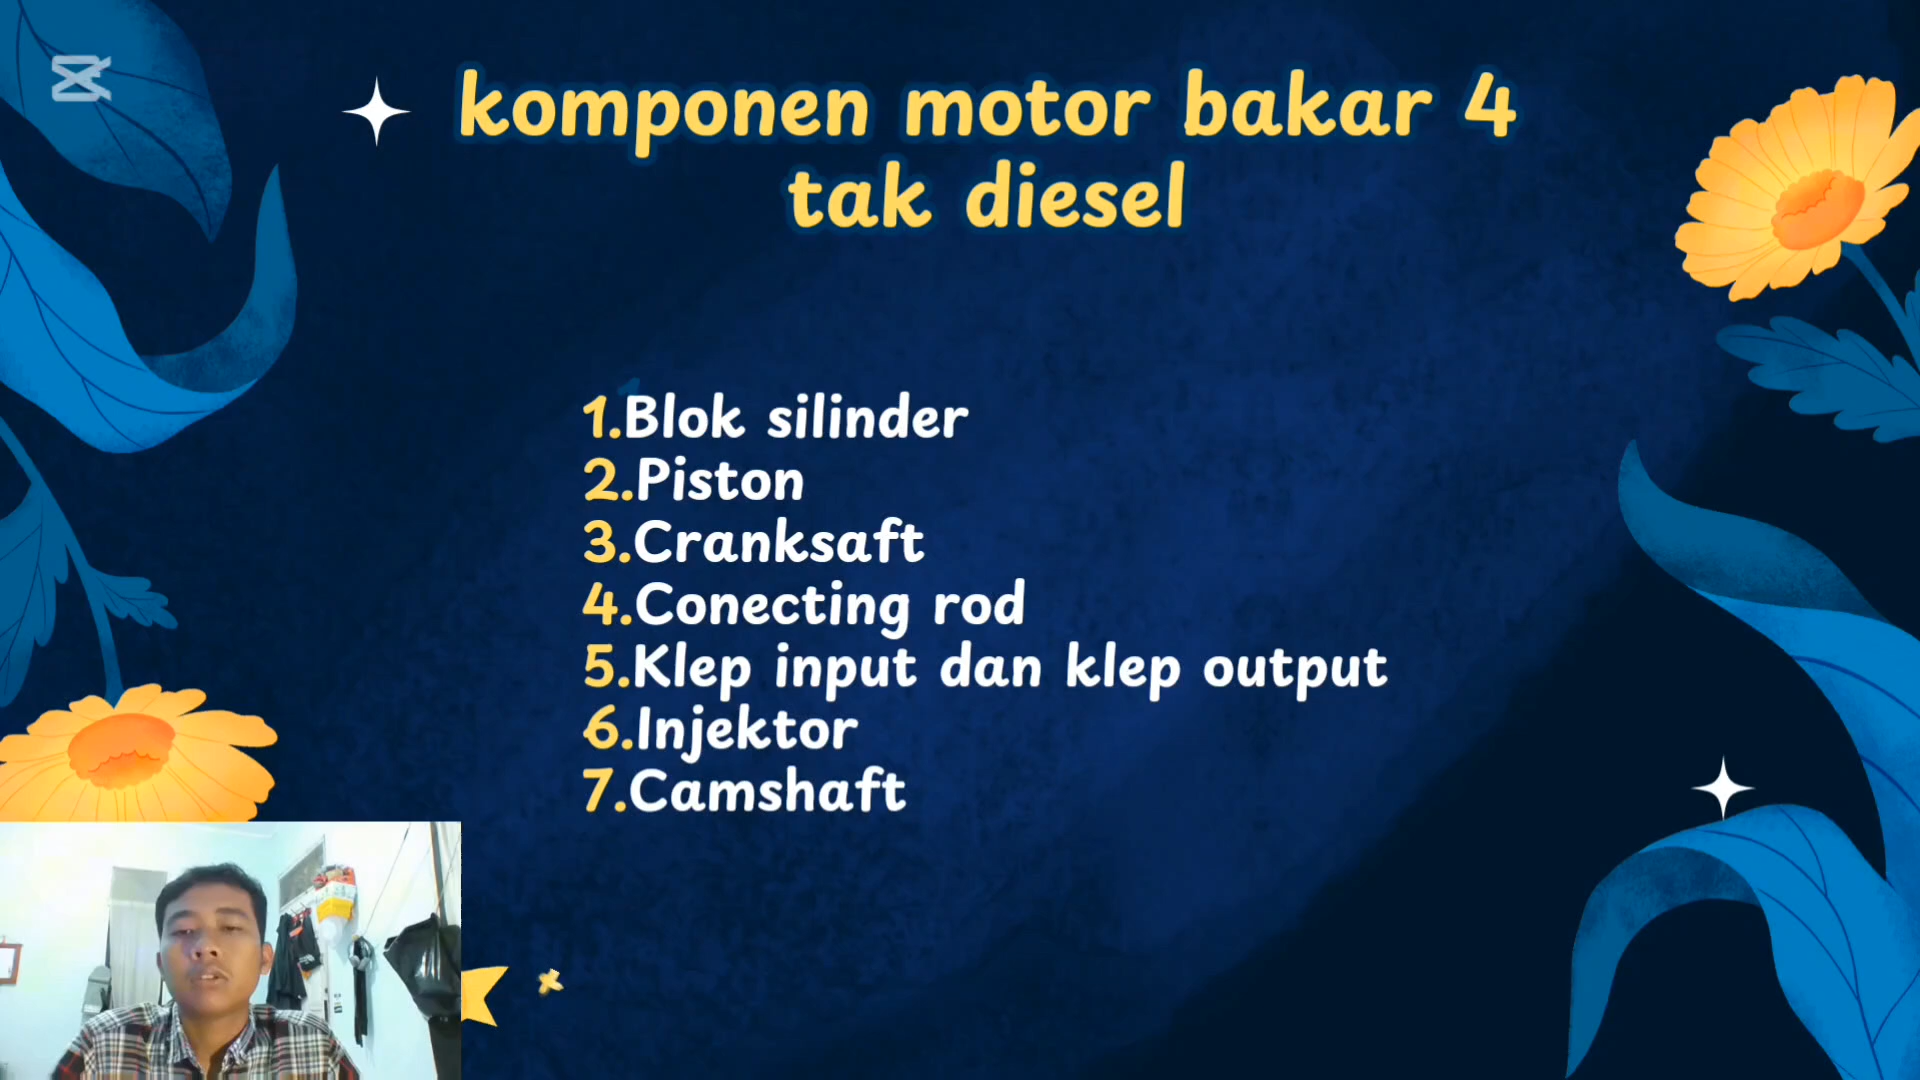 komponen motor bakar 4
tak diesel
1.Blok silinder
2.Piston
3.Cranksaft
4.Conecting rod
5.Klep input dan klep output
6.Injektor
7.Camshaft